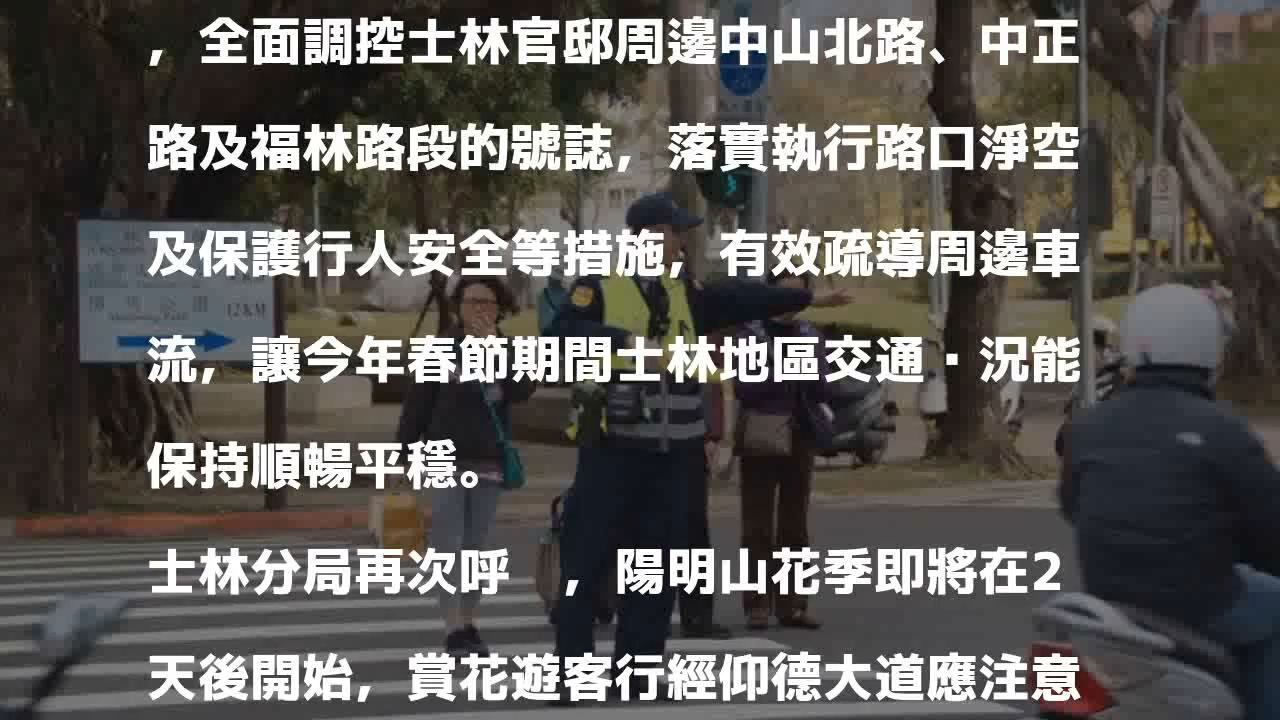 ，全面調控士林官邸周邊中山北路、中正
路及福林路段的號誌，落實執行路口淨空
及保護行人安全等措施，有效疏導周邊車
流，讓今年春節期間士林地區交通▪況能
保持順暢平穩。
士林分局再次呼　，陽明山花季即將在2
天後開始，賞花遊客行經仰德大道應注意
12KM
3